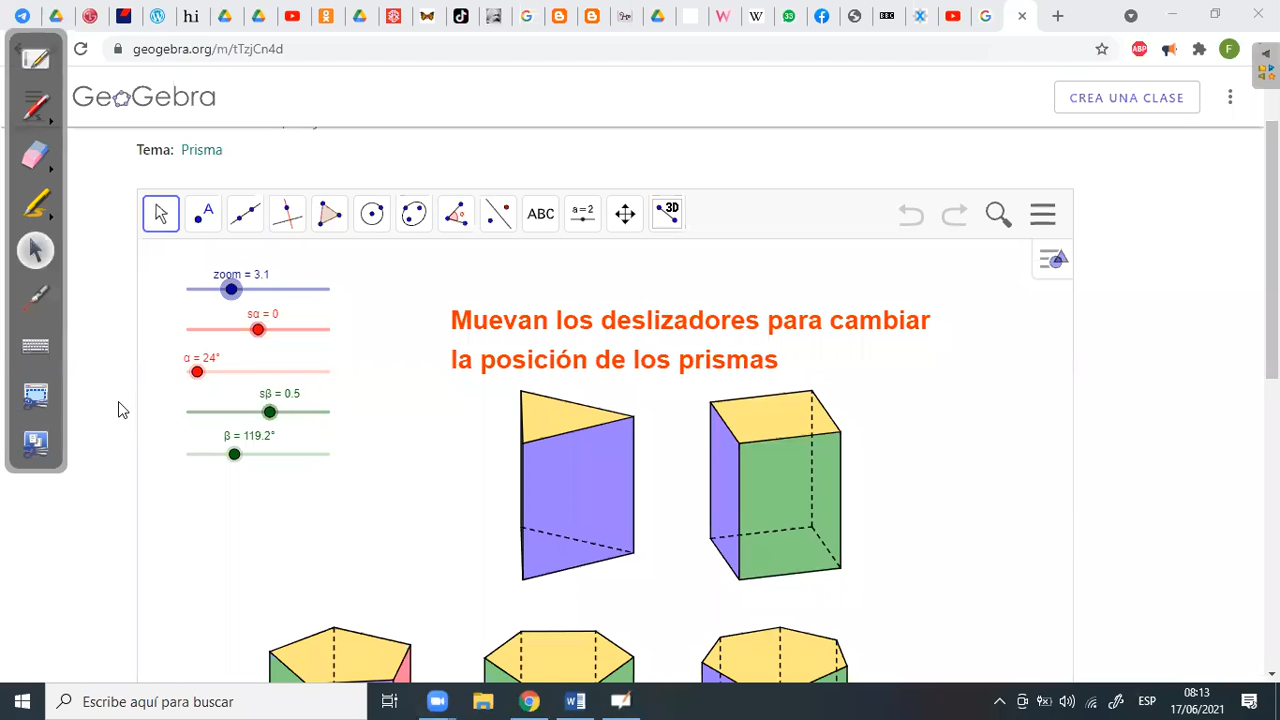 geogebra.org/m/tTzjCn4d
ABP
F
GeoGebra
CREA UNA CLASE
Tema: Prisma
A
ABC
a=2
3D
zoom = 3.1
sα = 0
α = 24°
sβ = 0.5
β = 119.2°
Muevan los deslizadores para cambiar
la posición de los prismas
Escribe aquí para buscar
ESP
08:13
17/06/2021